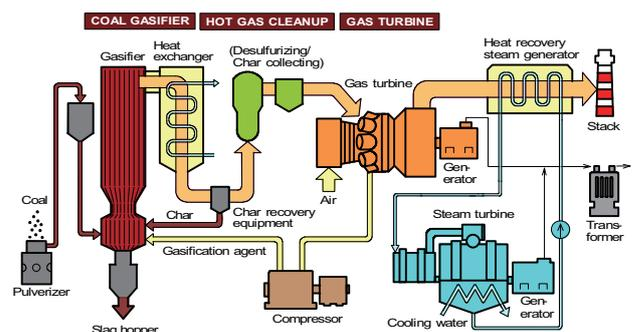 COAL GASIFIER
HOT GAS CLEANUP
GAS TURBINE
Gasifier
Heat
exchanger
(Desulfurizing/
Char collecting)
Gas turbine
Heat recovery
steam generator
Stack
Coal
Char
Char recovery
equipment
Air
Gen-
erator
Trans-
former
Gasification agent
Steam turbine
Pulverizer
Compressor
Gen-
erator
Cooling water
Slag hopper